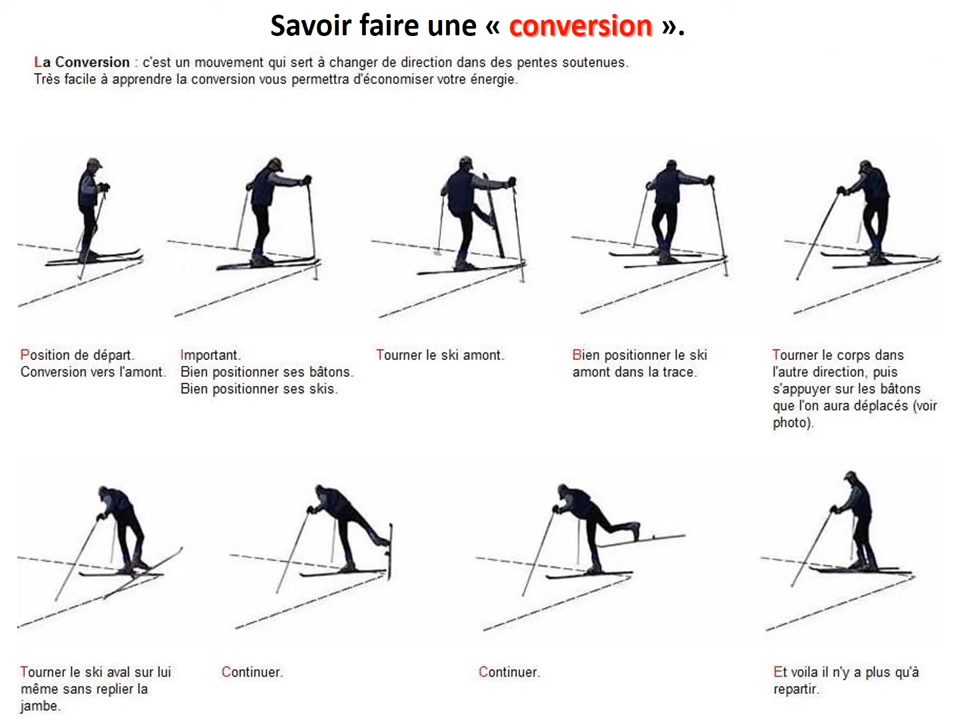 Savoir faire une « conversion ».
La Conversion : c'est un mouvement qui sert à changer de direction dans des pentes soutenues.
Très facile à apprendre la conversion vous permettra d'économiser votre énergie.
Position de départ.
Conversion vers l'amont.
Important.
Bien positionner ses bâtons.
Bien positionner ses skis.
Tourner le ski amont.
Bien positionner le ski
amont dans la trace.
Tourner le corps dans
l'autre direction, puis
s'appuyer sur les bâtons
que l'on aura déplacés (voir
photo).
Tourner le ski aval sur lui
même sans replier la
jambe.
Continuer.
Continuer.
Et voila il n'y a plus qu'à
repartir.